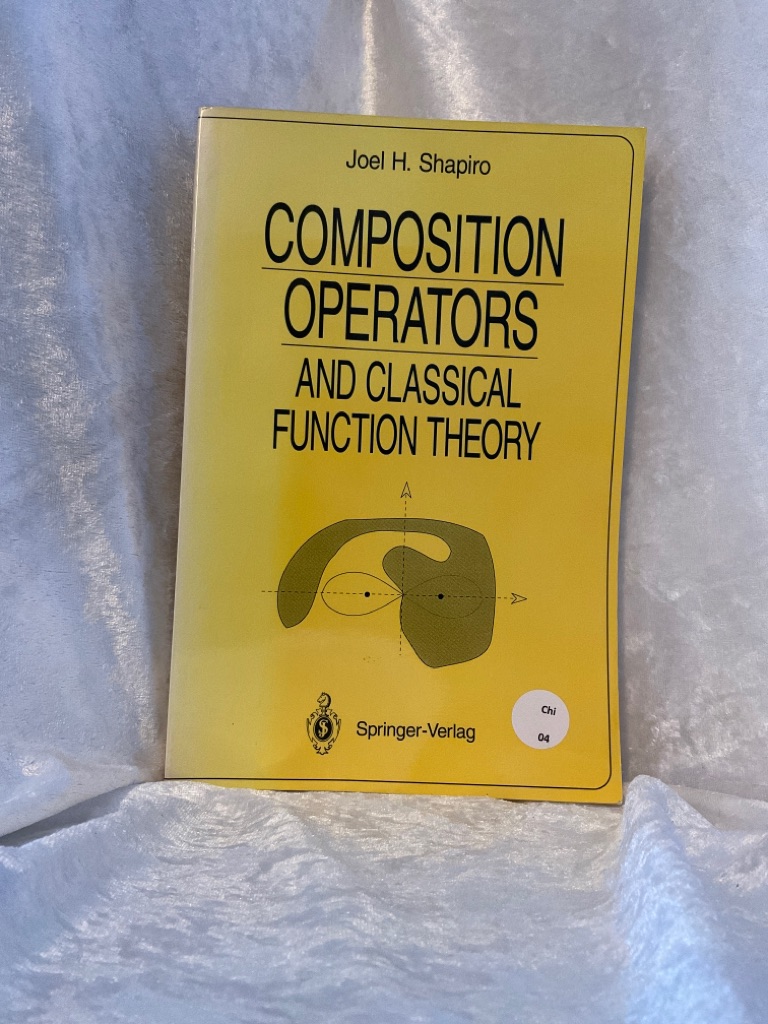 Joel H. Shapiro
COMPOSITION
OPERATORS
AND CLASSICAL
FUNCTION THEORY
Springer-Verlag
Chi
04